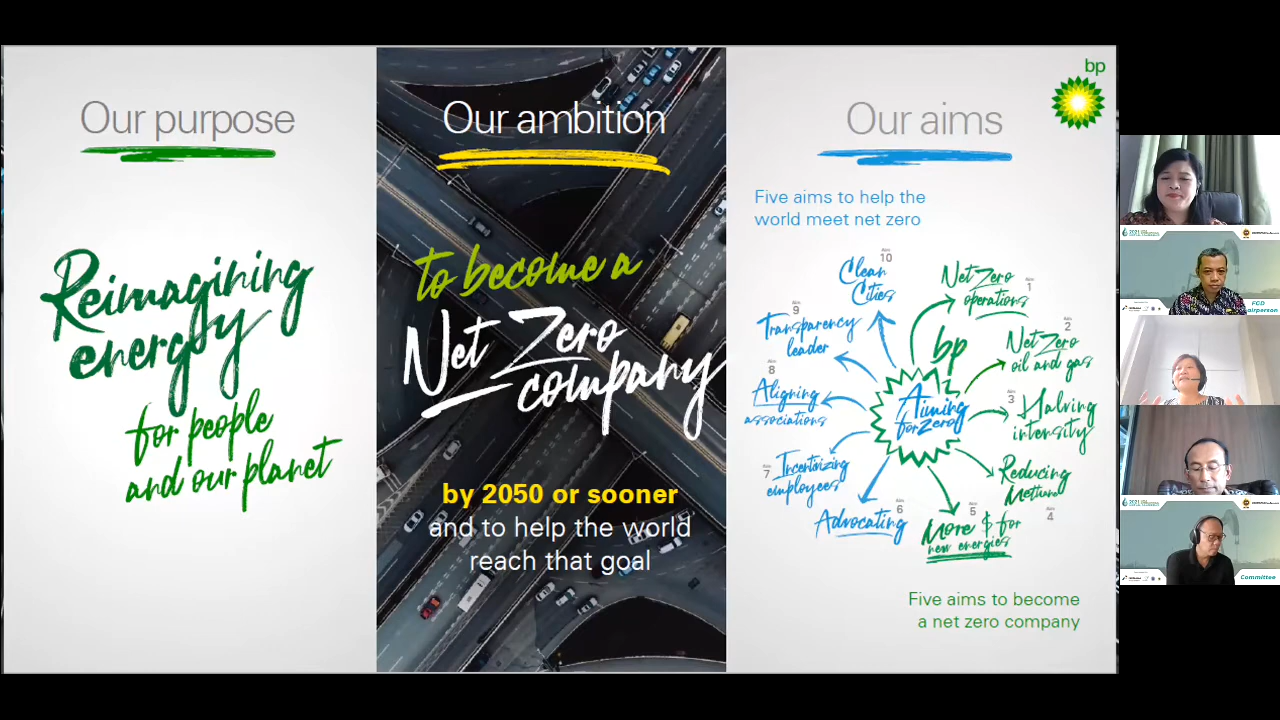 Our purpose
Reimagining
energy
for people
and our planet
Our ambition
to become a
Net Zero
company
by 2050 or sooner
and to help the world
reach that goal
bp
Our aims
Five aims to help the
world meet net zero
Aim
10
Clean
Cities
Net Zero
operations
Aim
1
Aim
9
Transparency
leader
bp
Aim
2
Net Zero
oil and gas
Aim
8
Aligning
associations
Aiming
for Zero
Aim
3
Halving
intensity
Aim
7
Incentivizing
employees
Reducing
Methane
Aim
4
Aim
6
Advocating
Aim
5
More $ for
new energies
Five aims to become
a net zero company
2021
FCD
airperson
2021
Committee